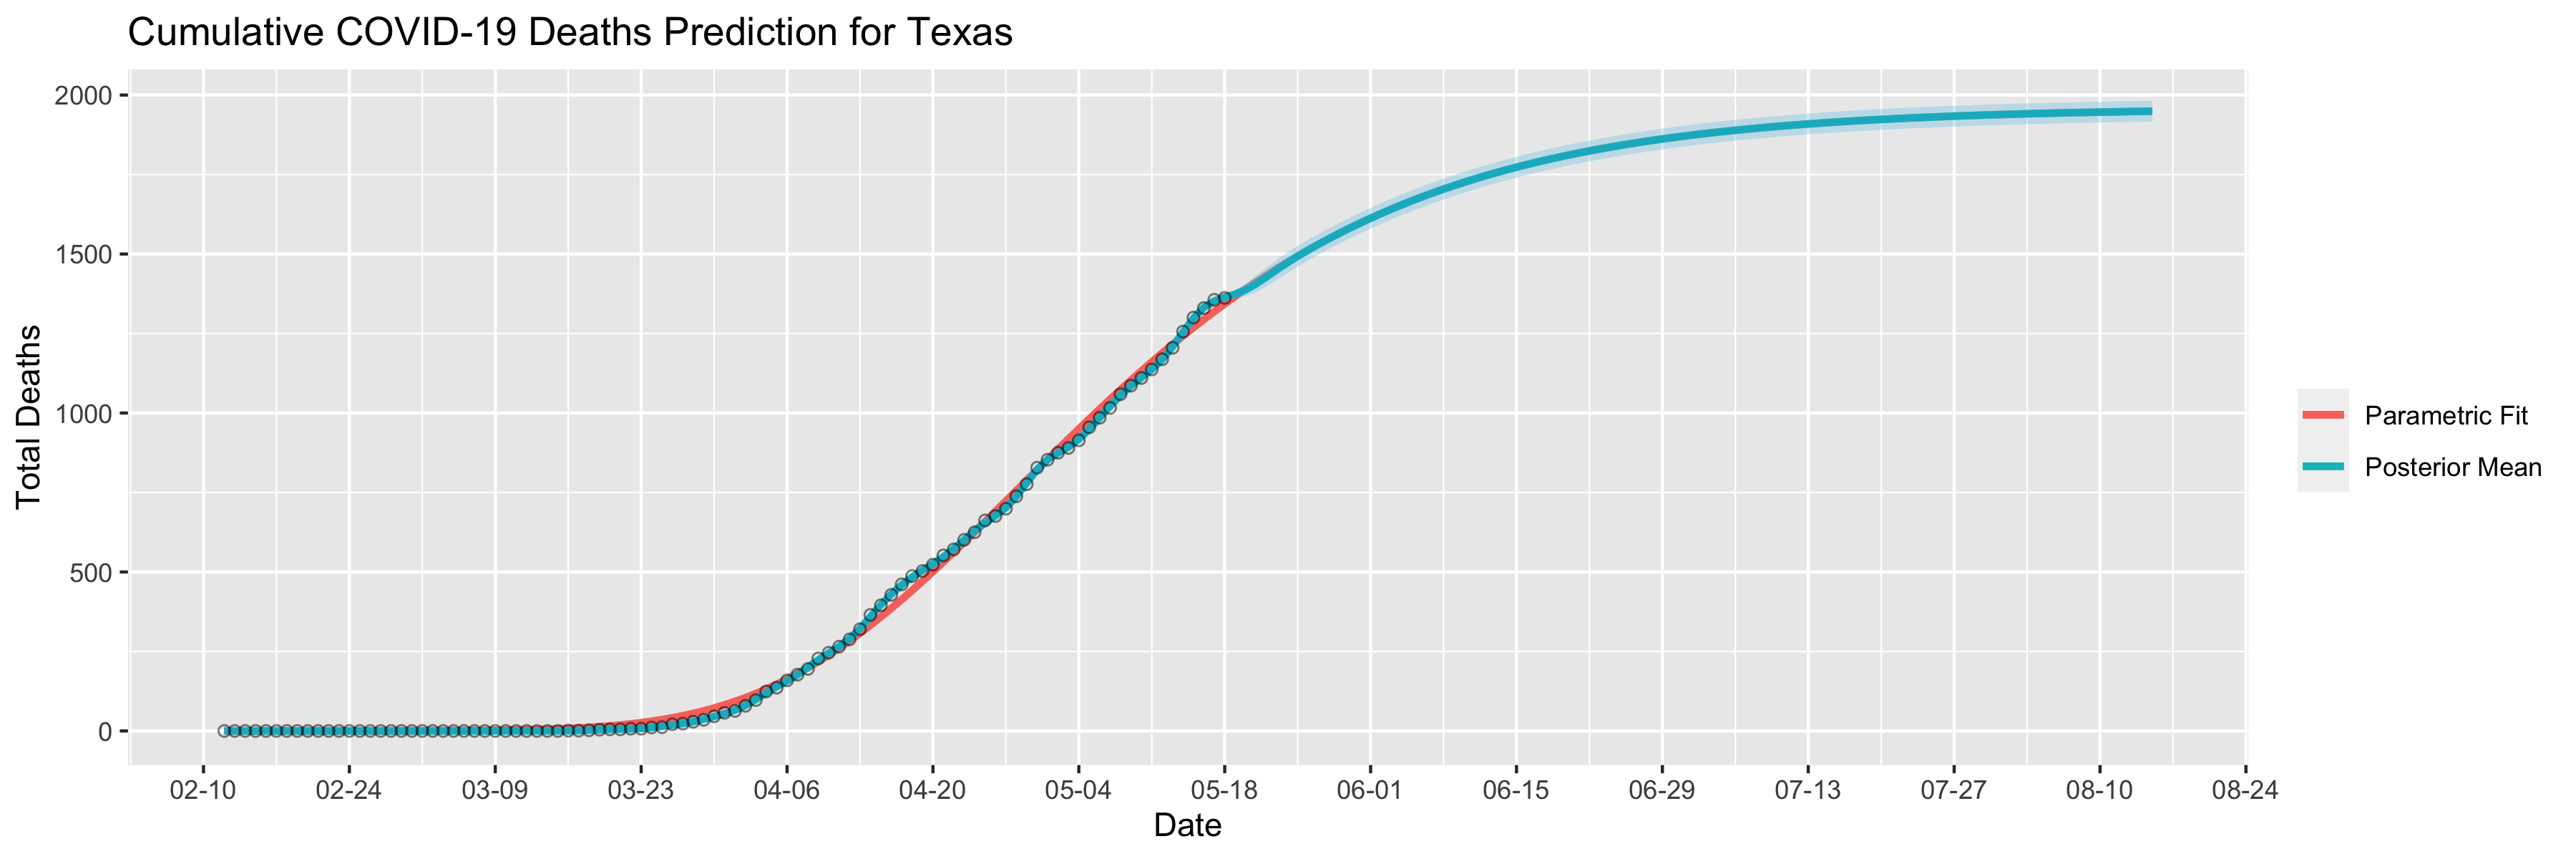 Cumulative COVID-19 Deaths Prediction for Texas
2000
1500
1000
500
0
Total Deaths
02-10 02-24 03-09 03-23 04-06 04-20 05-04 05-18 06-01 06-15 06-29 07-13 07-27 08-10 08-24
Date
Parametric Fit
Posterior Mean